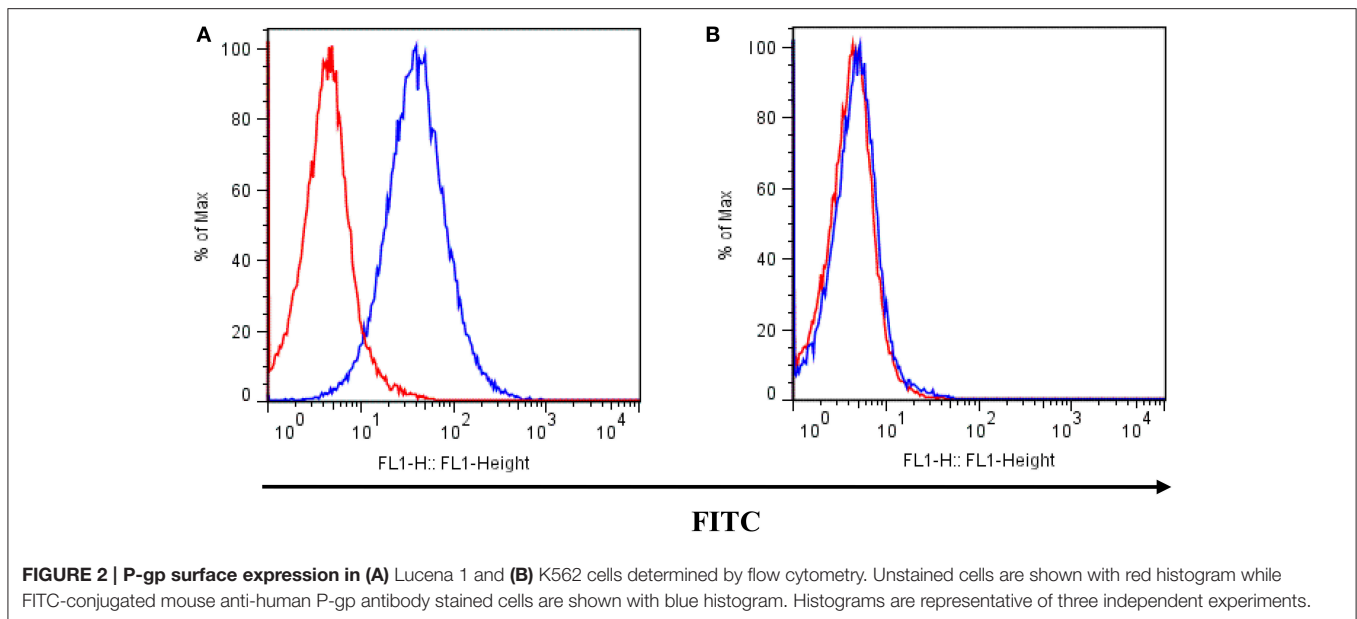 A
B
100
80
60
40
20
0
% of Max
10^0 10^1 10^2 10^3 10^4
FL1-H:: FL1-Height
100
80
60
40
20
0
% of Max
10^0 10^1 10^2 10^3 10^4
FL1-H:: FL1-Height
FITC
FIGURE 2 | P-gp surface expression in (A) Lucena 1 and (B) K562 cells determined by flow cytometry. Unstained cells are shown with red histogram while
FITC-conjugated mouse anti-human P-gp antibody stained cells are shown with blue histogram. Histograms are representative of three independent experiments.